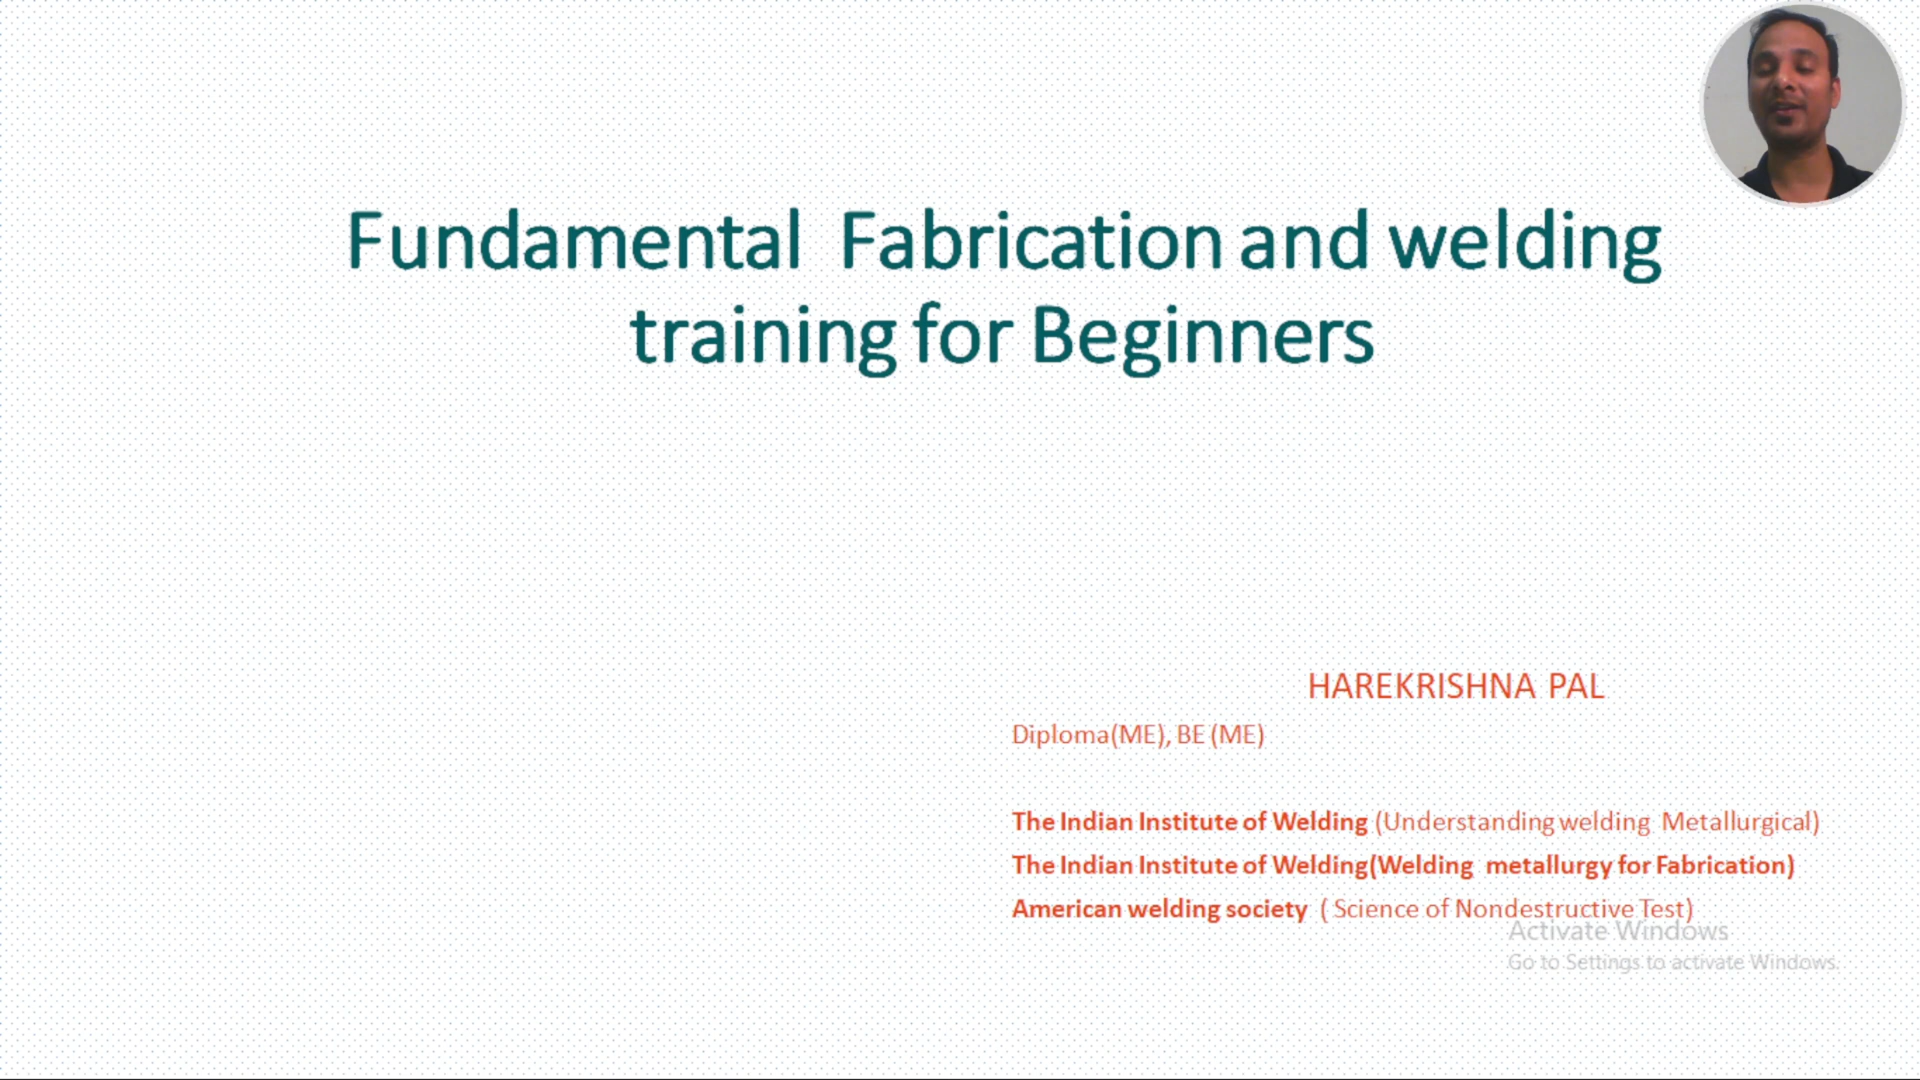 Fundamental Fabrication and welding
training for Beginners
HAREKRISHNA PAL
Diploma(ME), BE (ME)
The Indian Institute of Welding (Understanding welding Metallurgical)
The Indian Institute of Welding(Welding metallurgy for Fabrication)
American welding society ( Science of Nondestructive Test)
Activate Windows
Go to Settings to activate Windows.